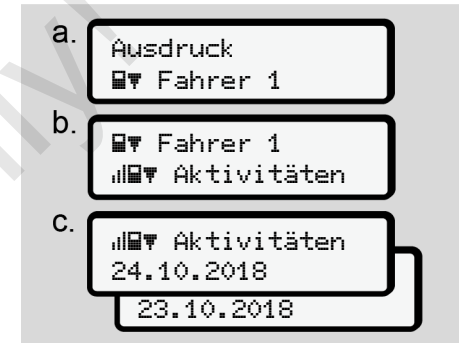 a.
Ausdruck
Fahrer 1
b.
Fahrer 1
Aktivitäten
c.
Aktivitäten
24.10.2018
23.10.2018